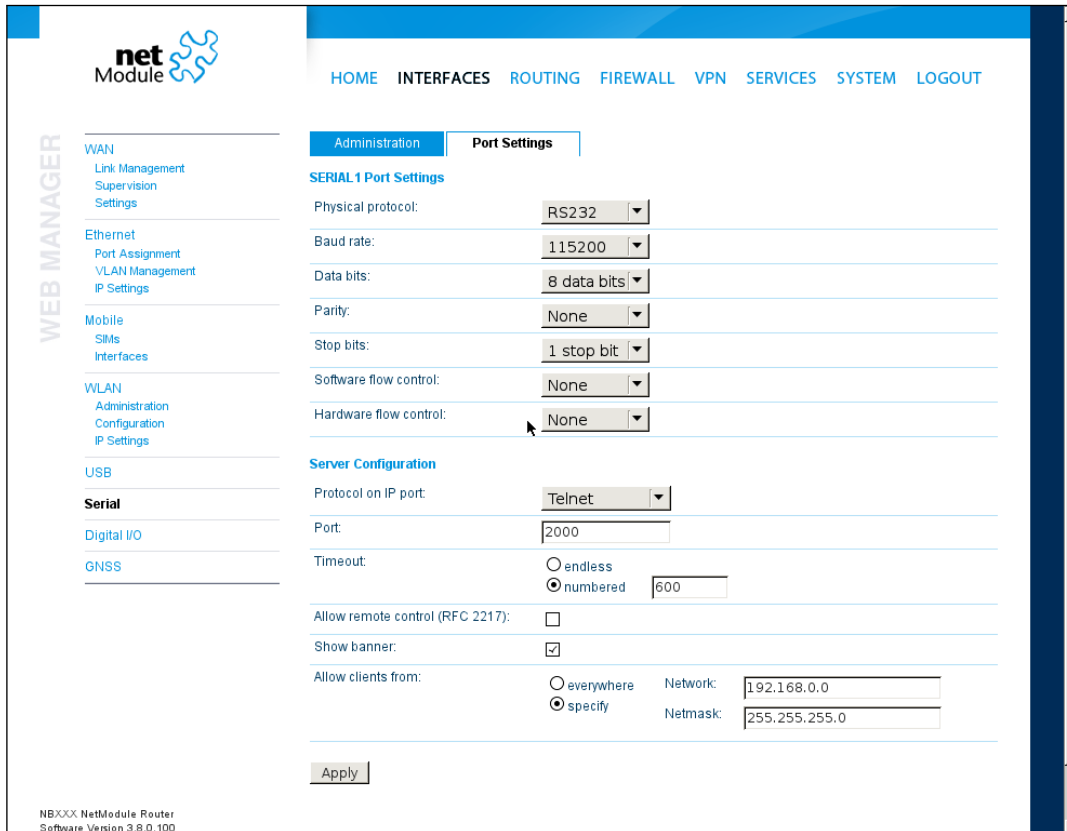 net
Module
HOME INTERFACES ROUTING FIREWALL VPN SERVICES SYSTEM LOGOUT
WEB MANAGER
WAN
Link Management
Supervision
Settings
Ethernet
Port Assignment
VLAN Management
IP Settings
Mobile
SIMs
Interfaces
WLAN
Administration
Configuration
IP Settings
USB
Serial
Digital I/O
GNSS
Administration Port Settings
SERIAL1 Port Settings
Physical protocol: RS232
Baud rate: 115200
Data bits: 8 data bits
Parity: None
Stop bits: 1 stop bit
Software flow control: None
Hardware flow control: None
Server Configuration
Protocol on IP port: Telnet
Port: 2000
Timeout: endless
numbered 600
Allow remote control (RFC 2217):
Show banner:
Allow clients from: everywhere Network: 192.168.0.0
specify Netmask: 255.255.255.0
Apply
NBXXX NetModule Router
Software Version 3.8.0.100